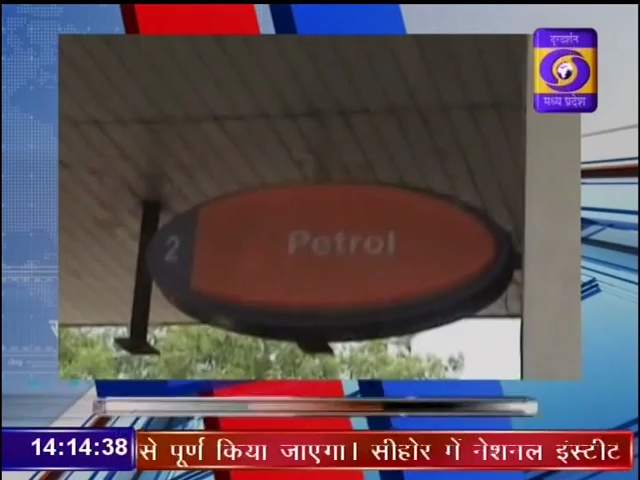 दूरदर्शन
मध्य प्रदेश
2 Petrol
14:14:38 से पूर्ण किया जाएगा। सीहोर में नेशनल इंस्टीट